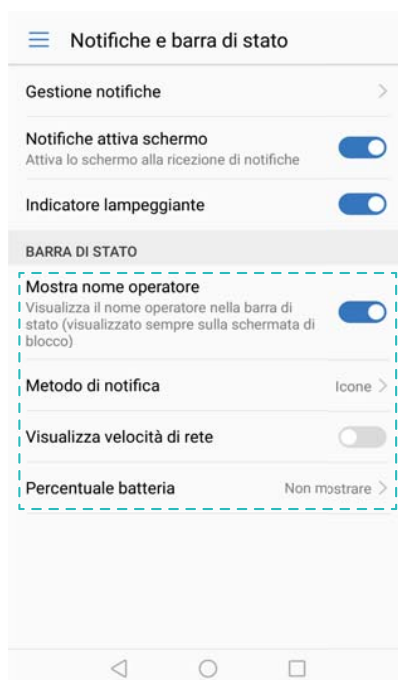 Notifiche e barra di stato
Gestione notifiche
Notifiche attiva schermo
Attiva lo schermo alla ricezione di notifiche
Indicatore lampeggiante
BARRA DI STATO
Mostra nome operatore
Visualizza il nome operatore nella barra di
stato (visualizzato sempre sulla schermata di
blocco)
Metodo di notifica
Icone
Visualizza velocità di rete
Percentuale batteria
Non mostrare